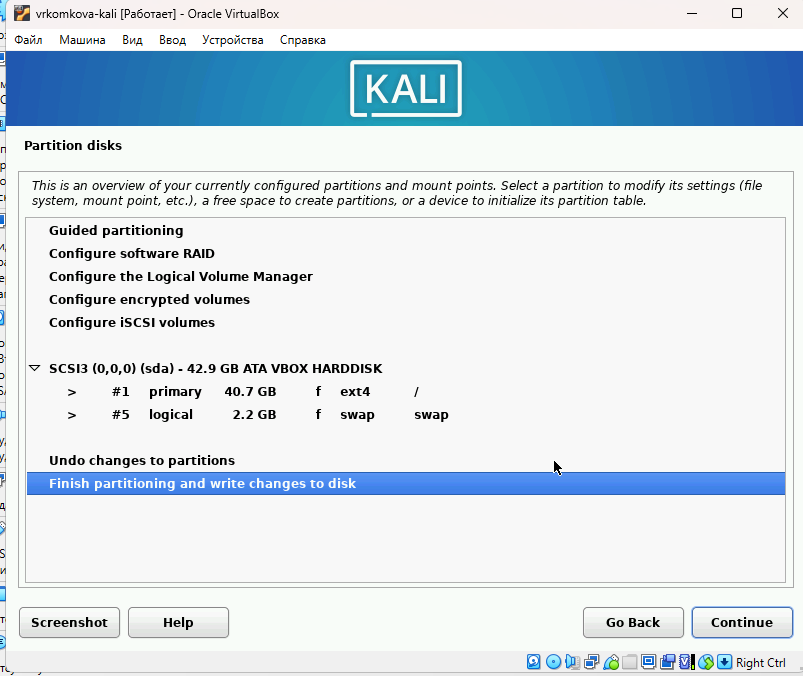 vrkomkova-kali [Работает] - Oracle VirtualBox
Файл Машина Вид Ввод Устройства Справка
KALI
Partition disks
This is an overview of your currently configured partitions and mount points. Select a partition to modify its settings (file
system, mount point, etc.), a free space to create partitions, or a device to initialize its partition table.
Guided partitioning
Configure software RAID
Configure the Logical Volume Manager
Configure encrypted volumes
Configure iSCSI volumes
SCSI3 (0,0,0) (sda) - 42.9 GB ATA VBOX HARDDISK
> #1 primary 40.7 GB f ext4 /
> #5 logical 2.2 GB f swap swap
Undo changes to partitions
Finish partitioning and write changes to disk
Screenshot Help Go Back Continue
Right Ctrl